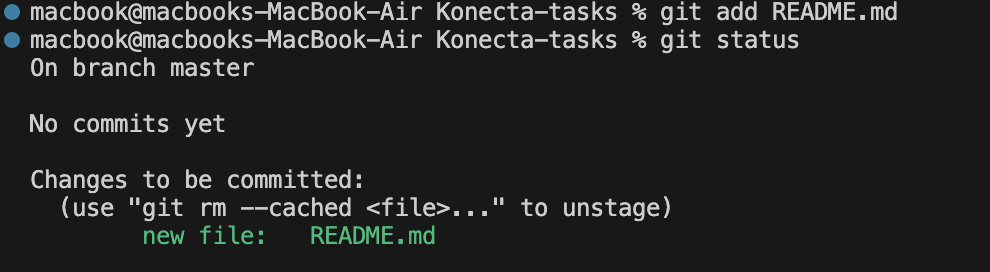 macbook@macbooks-MacBook-Air Konecta-tasks % git add README.md
macbook@macbooks-MacBook-Air Konecta-tasks % git status
On branch master
No commits yet
Changes to be committed:
(use "git rm --cached <file>..." to unstage)
new file: README.md